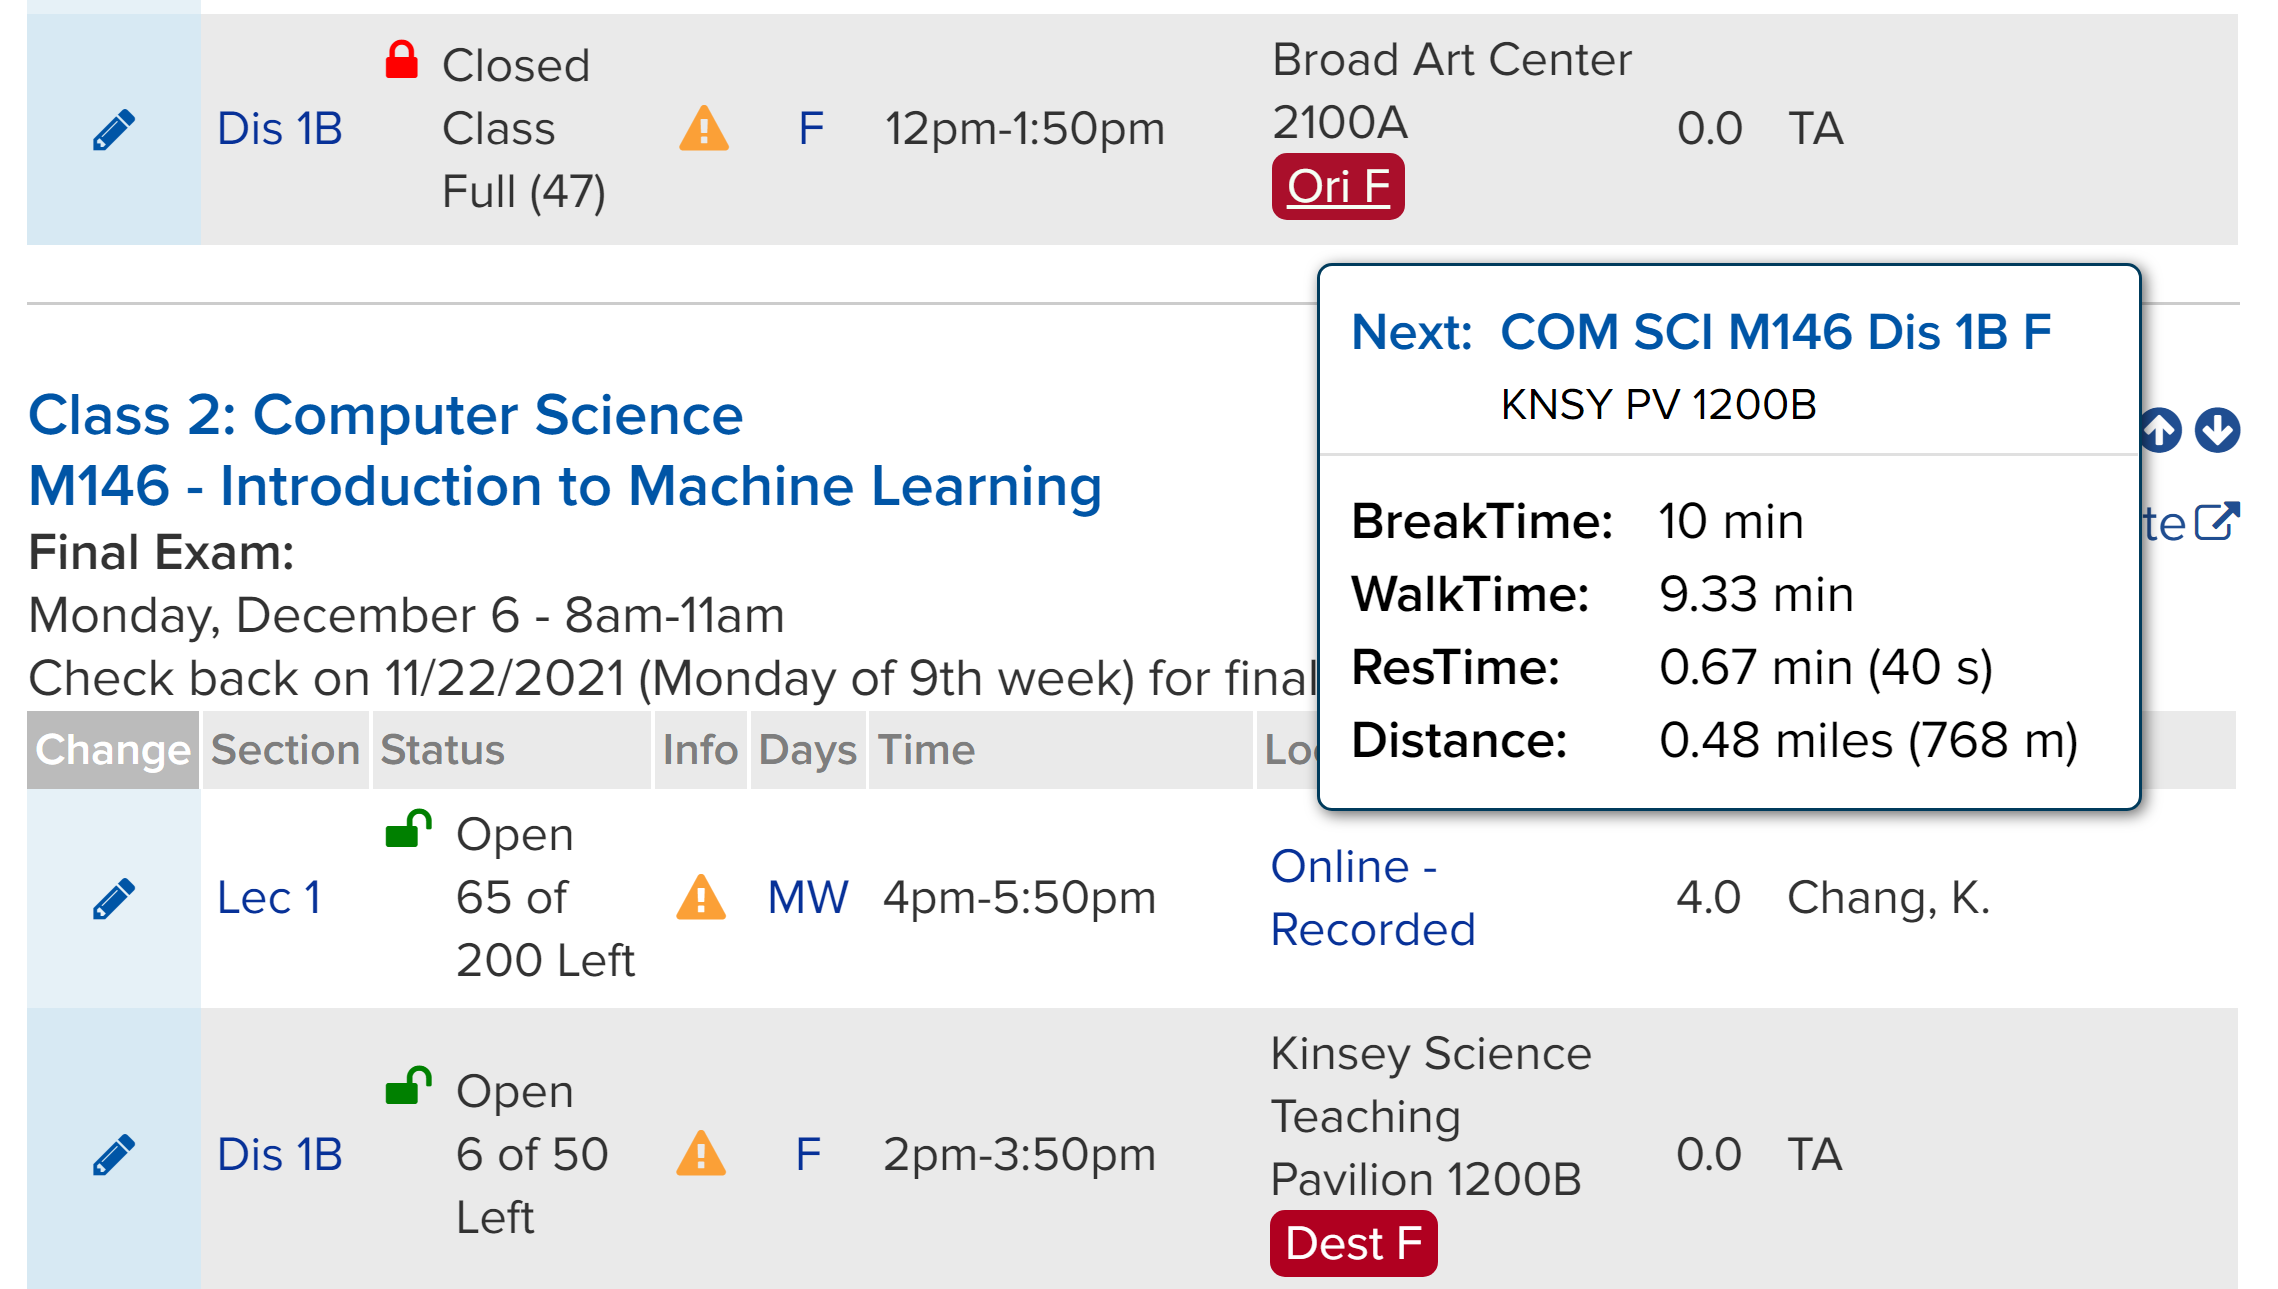 Dis 1B
Closed
Class
Full (47)
F
12pm-1:50pm
Broad Art Center
2100A
Ori F
0.0
TA
Next: COM SCI M146 Dis 1B F
KNSY PV 1200B
BreakTime: 10 min
WalkTime: 9.33 min
ResTime: 0.67 min (40 s)
Distance: 0.48 miles (768 m)
Class 2: Computer Science
M146 - Introduction to Machine Learning
te
Final Exam:
Monday, December 6 - 8am-11am
Check back on 11/22/2021 (Monday of 9th week) for final
Change Section Status Info Days Time Lo
Lec 1
Open
65 of
200 Left
MW
4pm-5:50pm
Online -
Recorded
4.0
Chang, K.
Dis 1B
Open
6 of 50
Left
F
2pm-3:50pm
Kinsey Science
Teaching
Pavilion 1200B
Dest F
0.0
TA